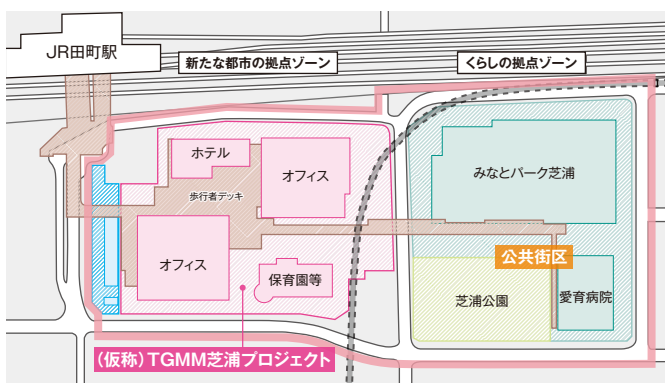 JR田町駅
新たな都市の拠点ゾーン
くらしの拠点ゾーン
ホテル
オフィス
みなとパーク芝浦
歩行者デッキ
オフィス
保育園等
公共街区
芝浦公園
愛育病院
（仮称）TGMM芝浦プロジェクト